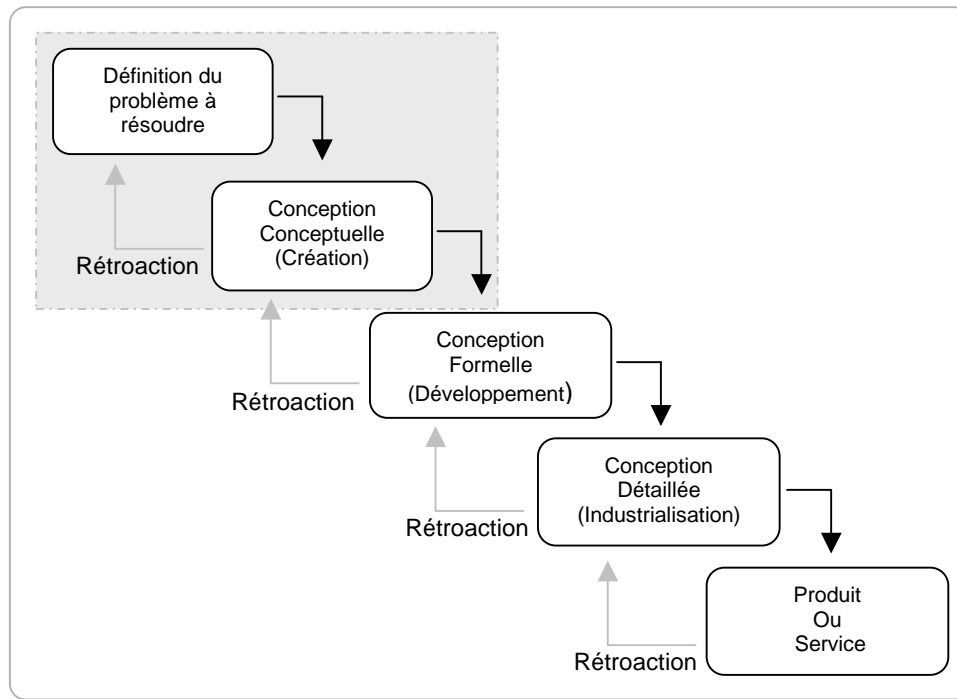 Définition du
problème à
résoudre
Conception
Conceptuelle
(Création)
Rétroaction
Conception
Formelle
(Développement)
Rétroaction
Conception
Détaillée
(Industrialisation)
Rétroaction
Produit
Ou
Service
Rétroaction